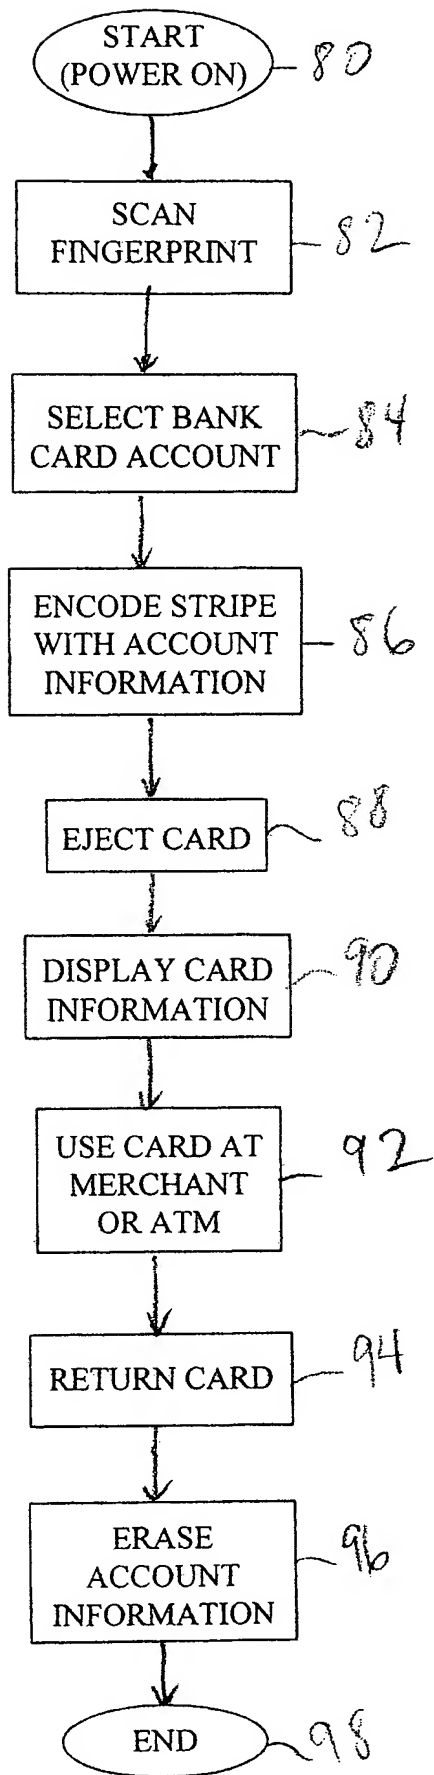 START
(POWER ON)
80
SCAN
FINGERPRINT
82
SELECT BANK
CARD ACCOUNT
84
ENCODE STRIPE
WITH ACCOUNT
INFORMATION
86
EJECT CARD
88
DISPLAY CARD
INFORMATION
90
USE CARD AT
MERCHANT
OR ATM
92
RETURN CARD
94
ERASE
ACCOUNT
INFORMATION
96
END
98